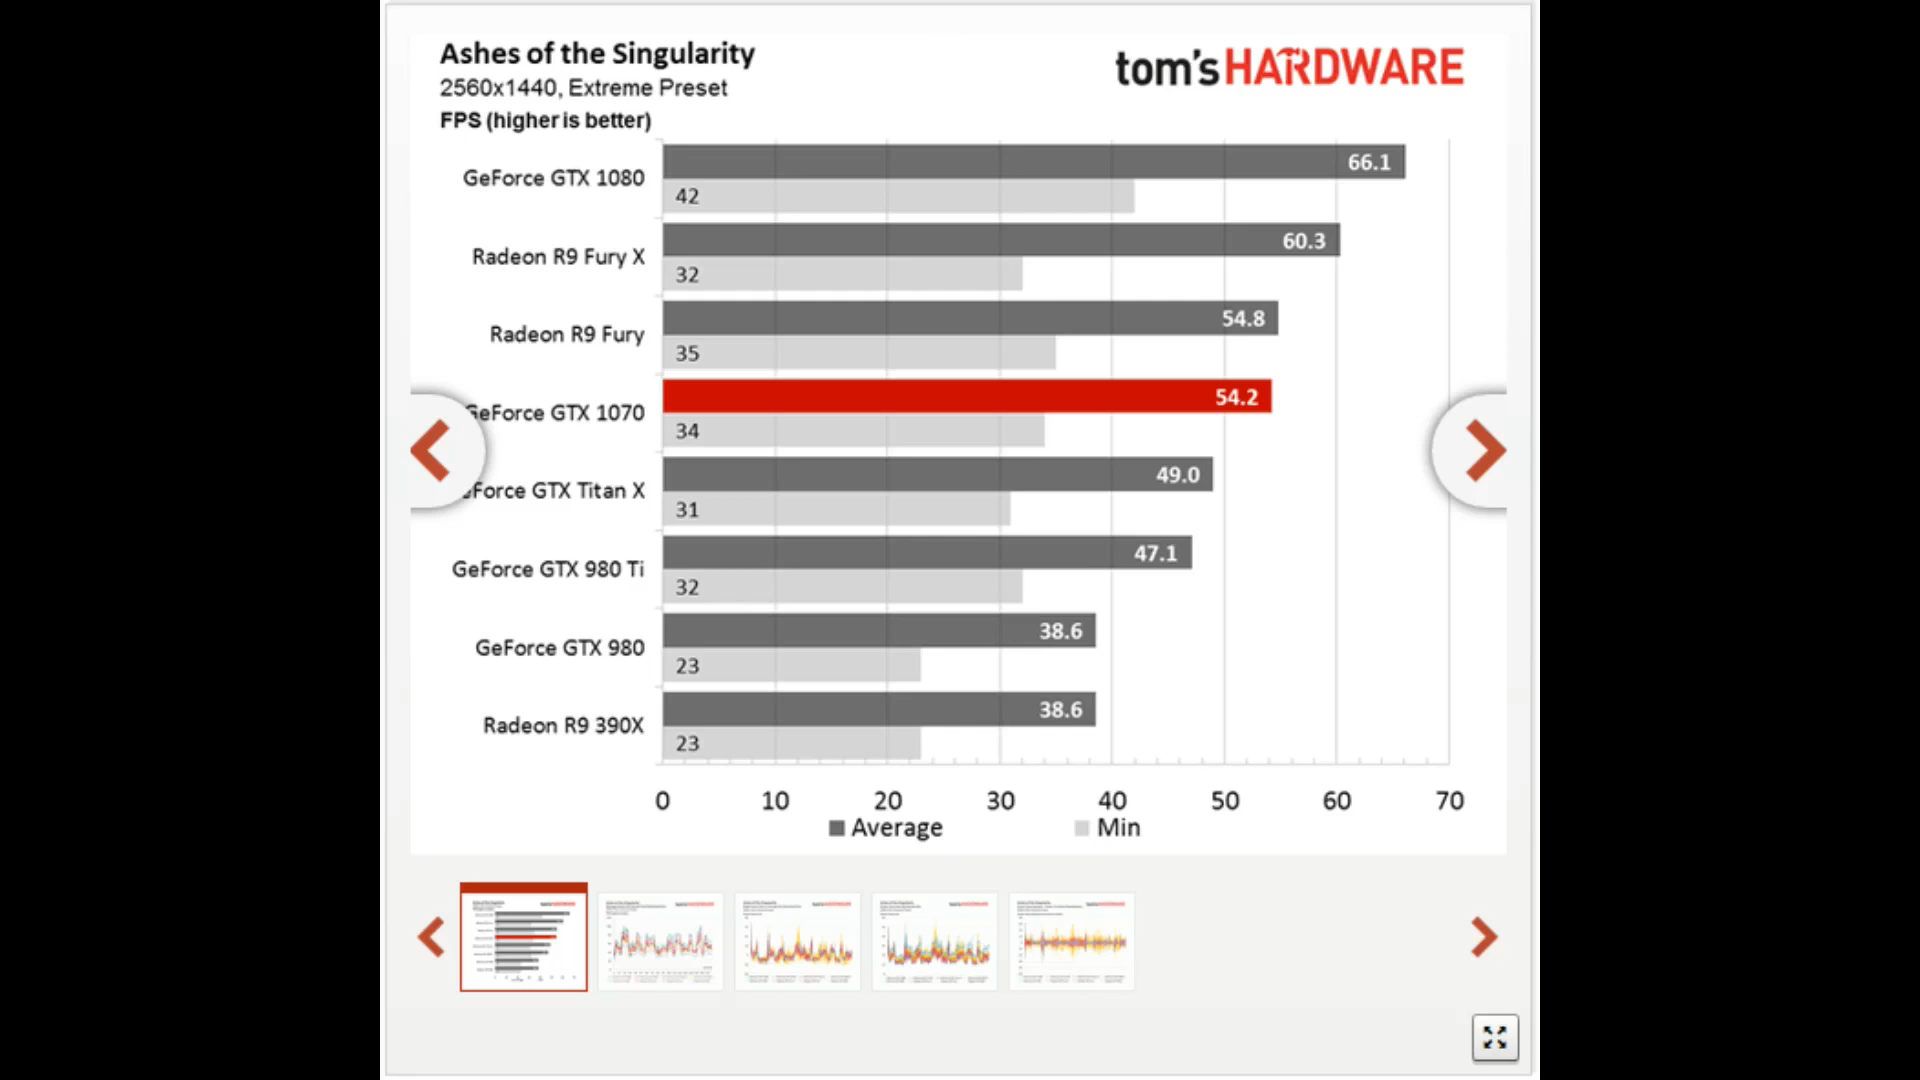 Ashes of the Singularity
tom's HARDWARE
2560x1440, Extreme Preset
FPS (higher is better)
GeForce GTX 1080
66.1
42
Radeon R9 Fury X
60.3
32
Radeon R9 Fury
54.8
35
GeForce GTX 1070
54.2
34
eForce GTX Titan X
49.0
31
GeForce GTX 980 Ti
47.1
32
GeForce GTX 980
38.6
23
Radeon R9 390X
38.6
23
0 10 20 30 40 50 60 70
Average Min